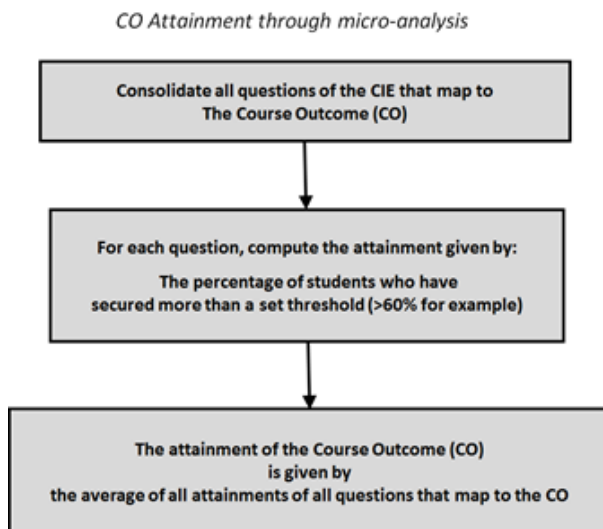 CO Attainment through micro-analysis
Consolidate all questions of the CIE that map to
The Course Outcome (CO)
For each question, compute the attainment given by:
The percentage of students who have
secured more than a set threshold (>60% for example)
The attainment of the Course Outcome (CO)
is given by
the average of all attainments of all questions that map to the CO